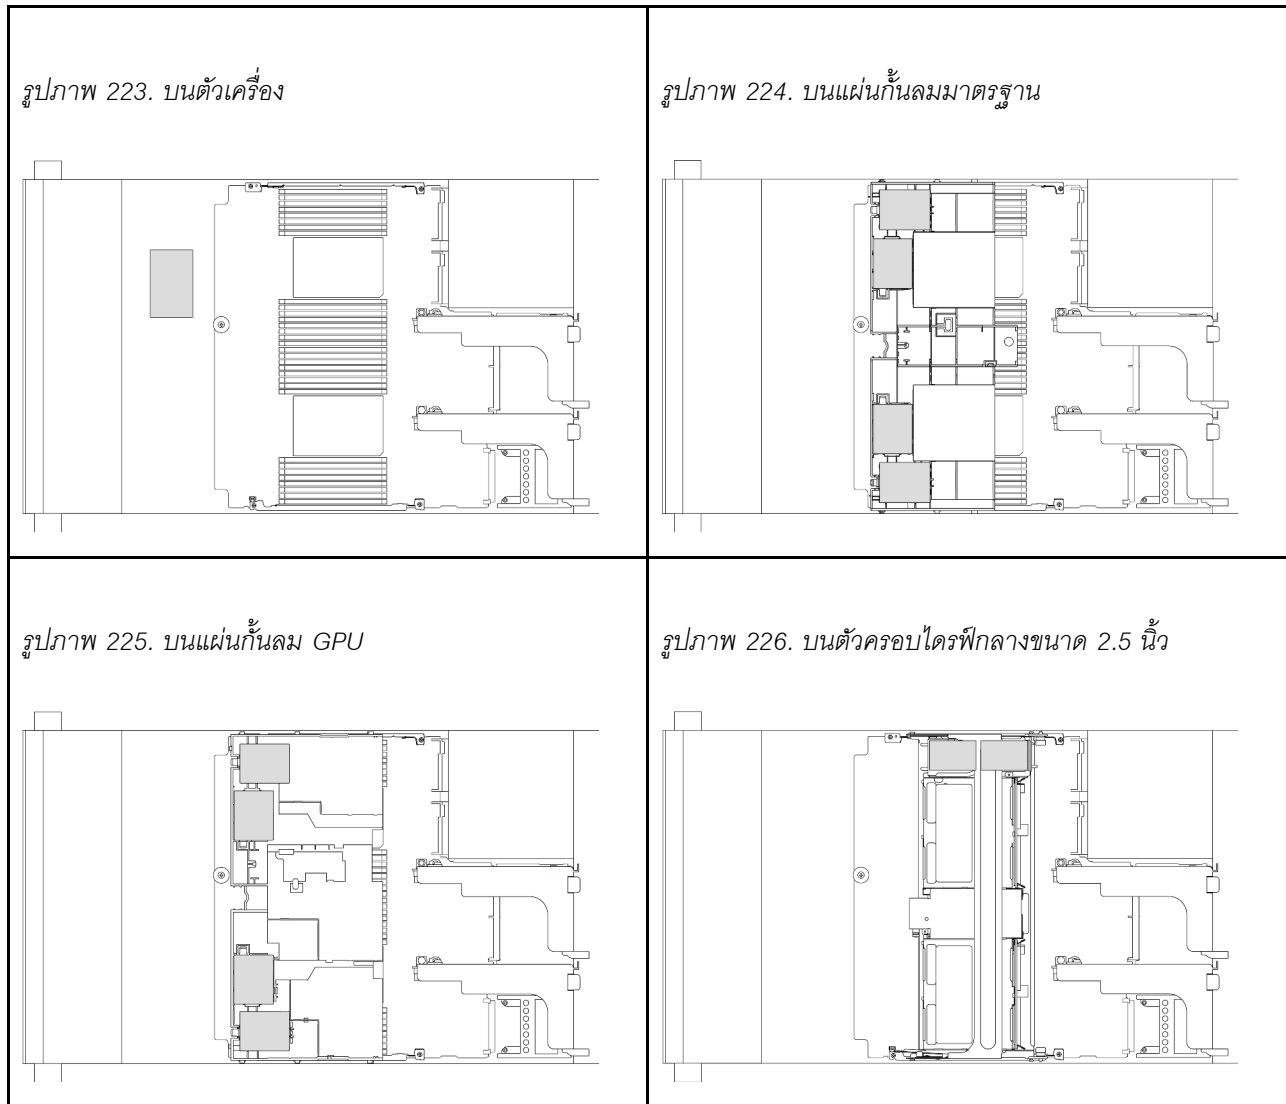 รูปภาพ 223. บนตัวเครื่อง
รูปภาพ 224. บนแผ่นกั้นลมมาตรฐาน
รูปภาพ 225. บนแผ่นกั้นลม GPU
รูปภาพ 226. บนตัวครอบไดรฟ์กลางขนาด 2.5 นิ้ว